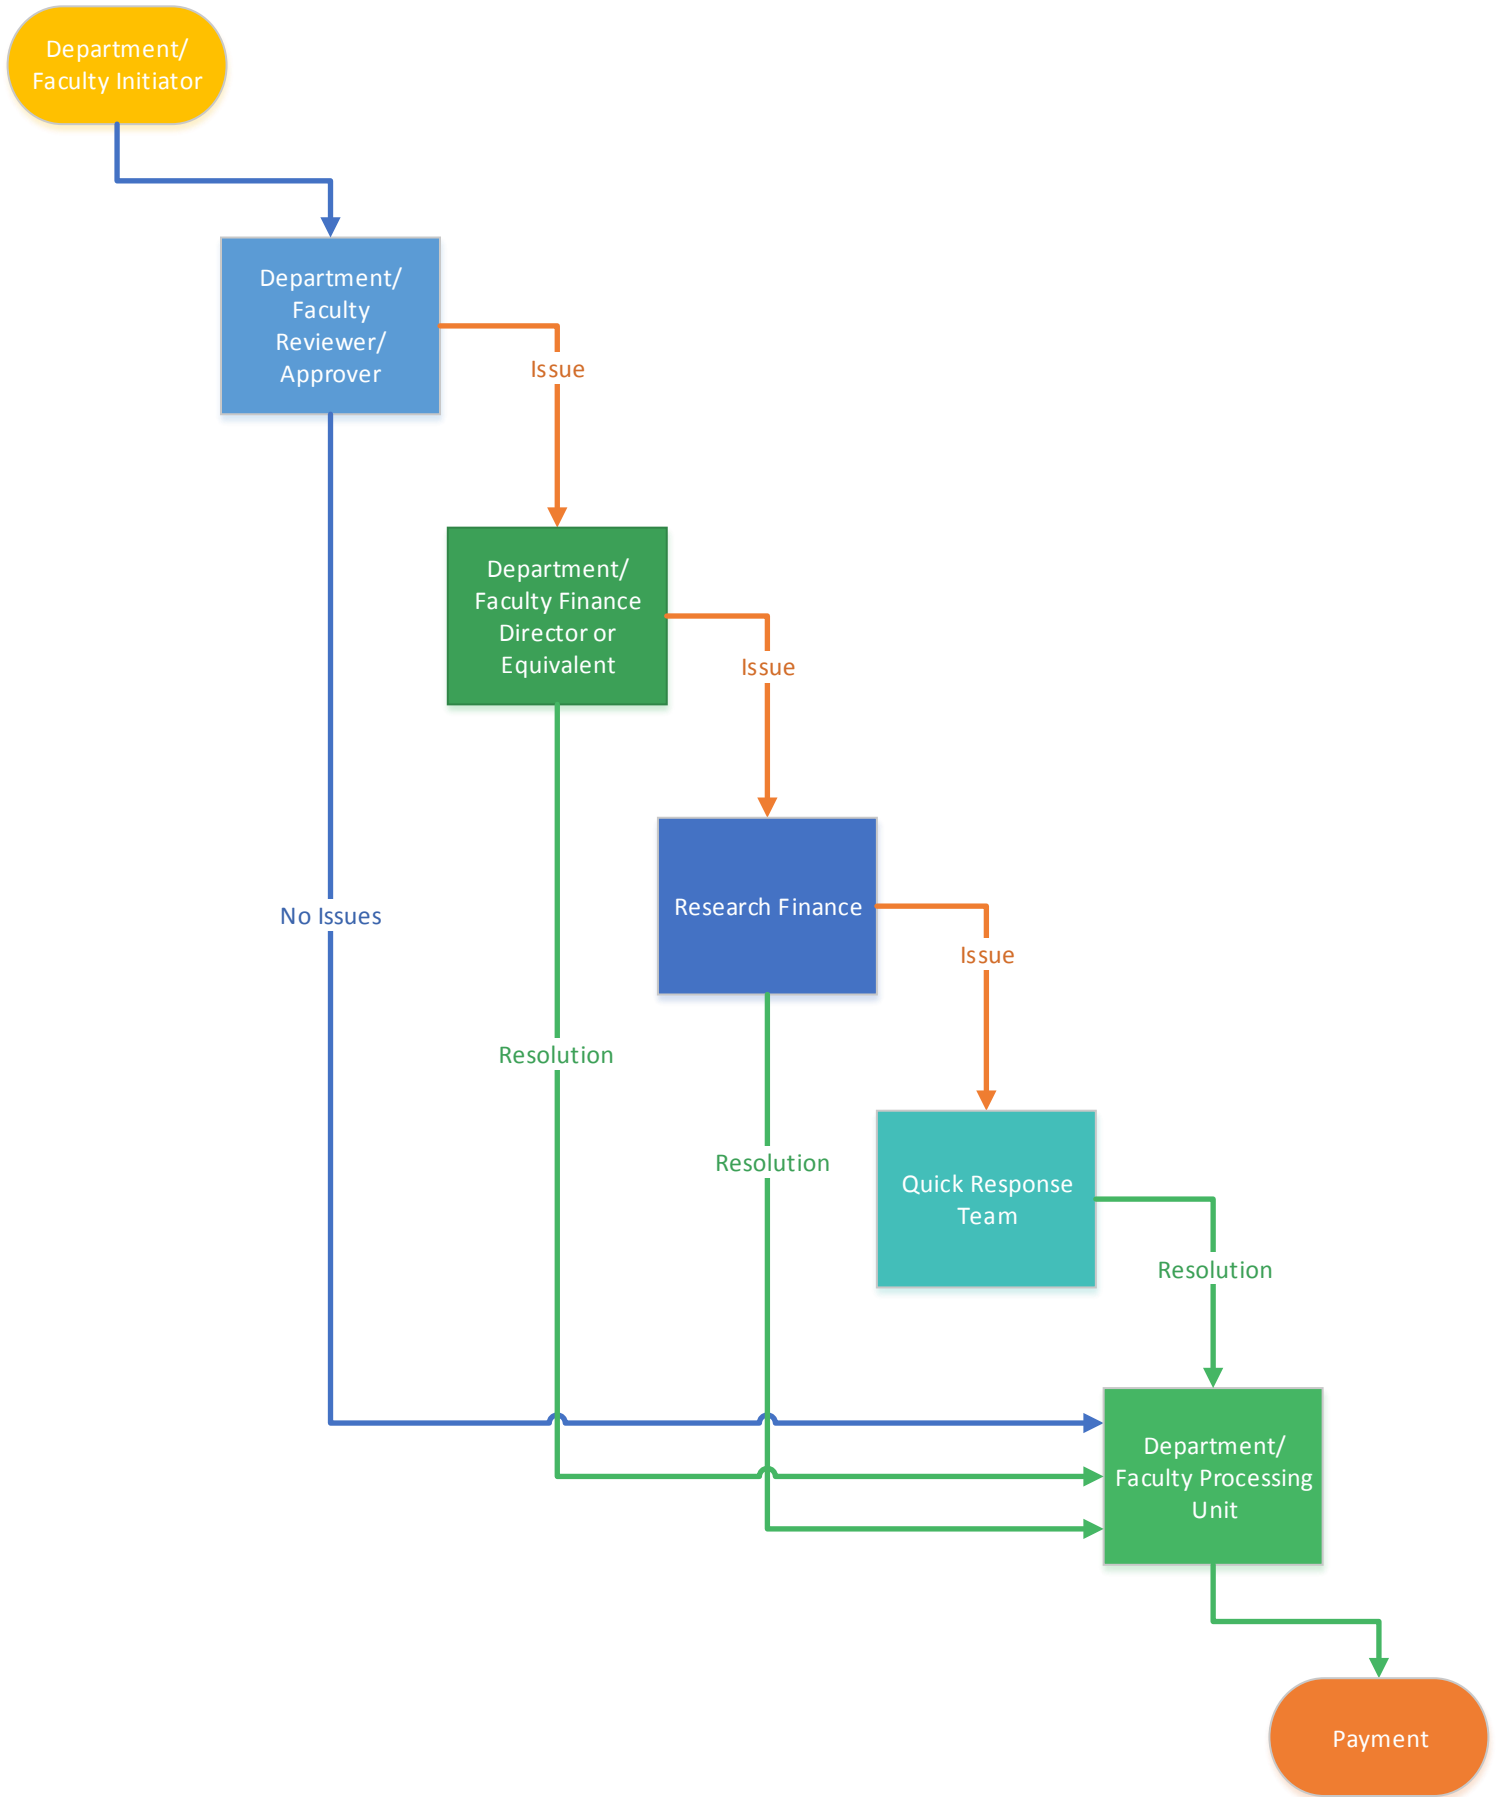 Department/
Faculty Initiator
Department/
Faculty
Reviewer/
Approver
Issue
Department/
Faculty Finance
Director or
Equivalent
Issue
Research Finance
No Issues
Issue
Resolution
Resolution
Quick Response
Team
Resolution
Department/
Faculty Processing
Unit
Payment